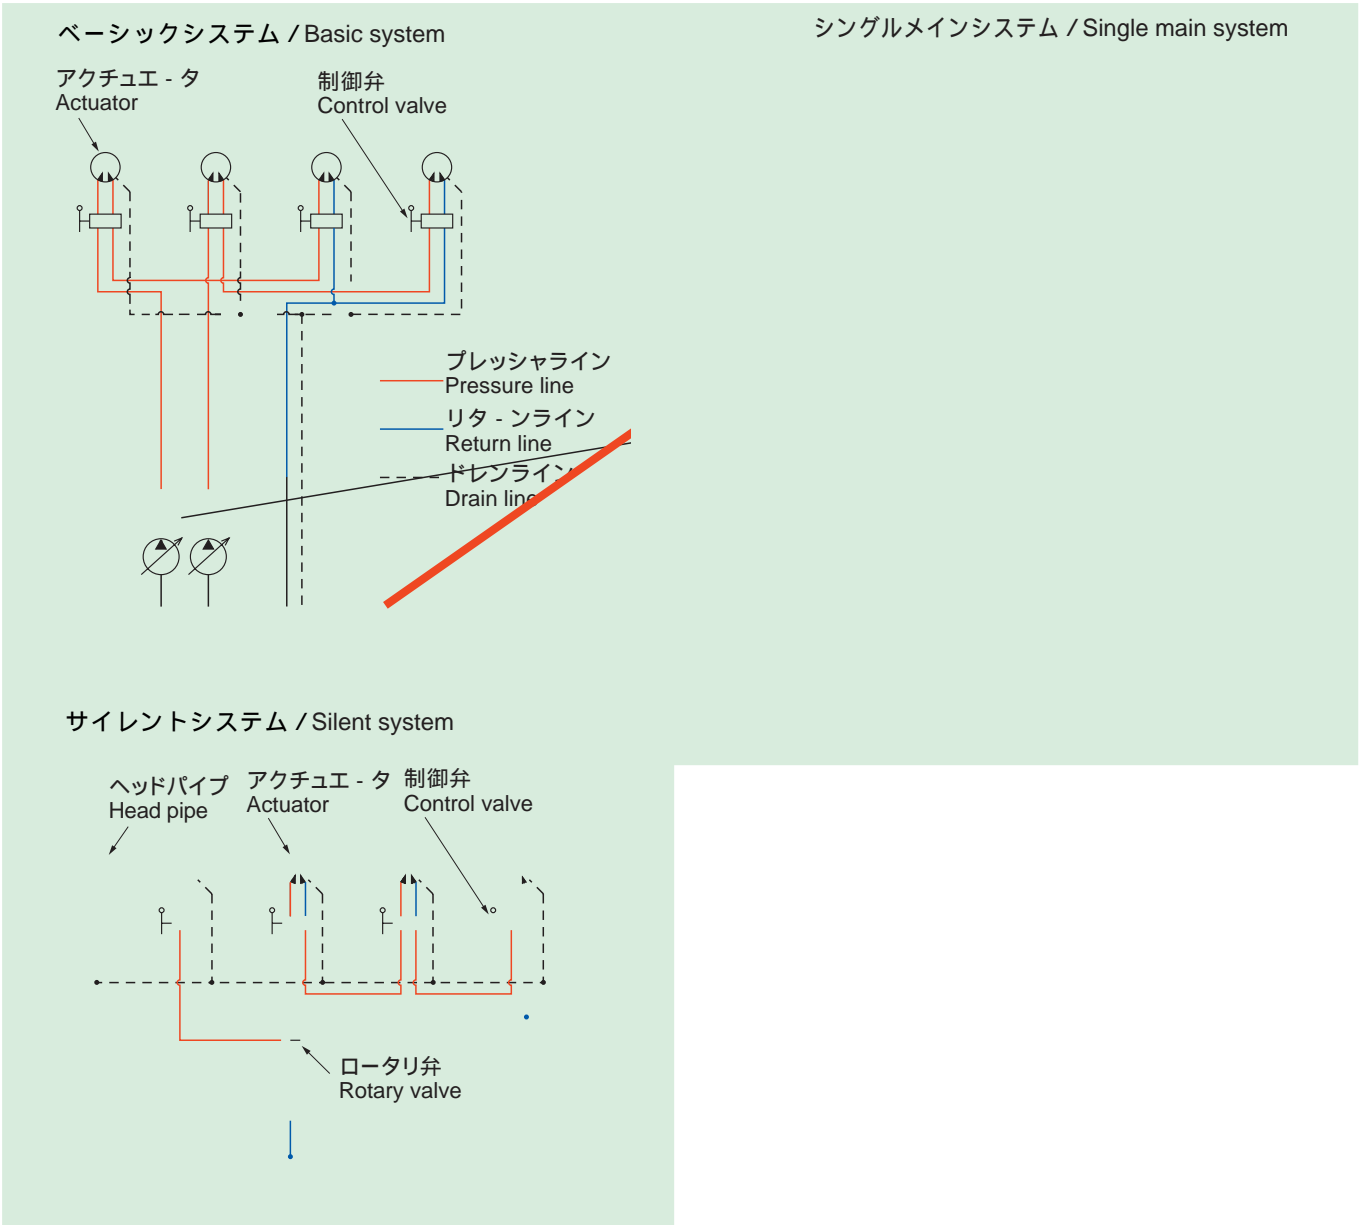 ベーシックシステム / Basic system
シングルメインシステム / Single main system
アクチュエ - タ
Actuator
制御弁
Control valve
プレッシャライン
Pressure line
リタ - ンライン
Return line
ドレンライン
Drain line
サイレントシステム / Silent system
ヘッドパイプ
Head pipe
アクチュエ - タ
Actuator
制御弁
Control valve
ロータリ弁
Rotary valve